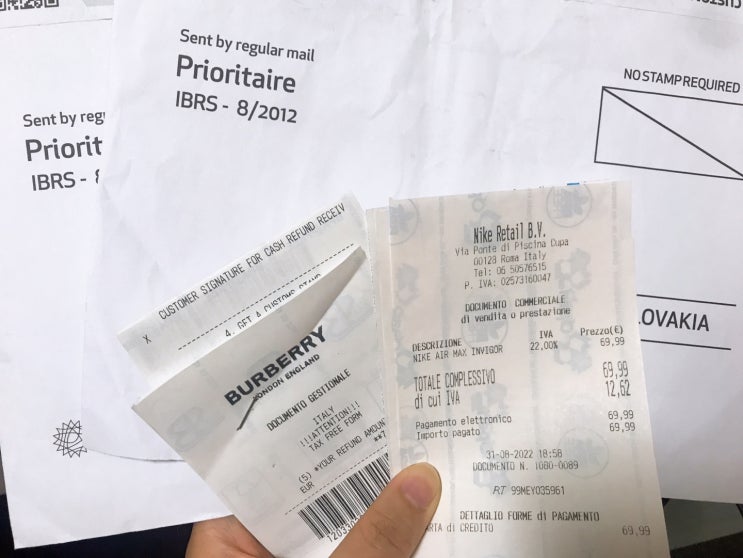 Sent by regular mail
Prioritaire
IBRS - 8/2012
Sent by reg
Priorit
IBRS -
NO STAMP REQUIRED
OVAKIA
X CUSTOMER SIGNATURE FOR CASH REFUND RECEIV
4. GET A CUSTOMS STAMP
BURBERRY
LONDON ENGLAND
DOCUMENTO GESTIONALE
ITALY
!!!ATTENTION!!!
TAX FREE FORM
(S) *YOUR REFUND AMOUN
EUR
Nike Retail B.V.
Via Ponte di Piscina Cupa
00128 Roma Italy
Tel: 06 50576515
P. IVA: 02573160047
DOCUMENTO COMMERCIALE
di vendita o prestazione
DESCRIZIONE IVA Prezzo(€)
NIKE AIR MAX INVIGOR 22,00% 69,99
TOTALE COMPLESSIVO 69,99
di cui IVA 12,62
Pagamento elettronico 69,99
Importo pagato 69,99
31-08-2022 18:58
DOCUMENTO N. 1080-0089
RT 99MEY035961
DETTAGLIO FORME di PAGAMENTO
ARTA di CREDITO 69,99